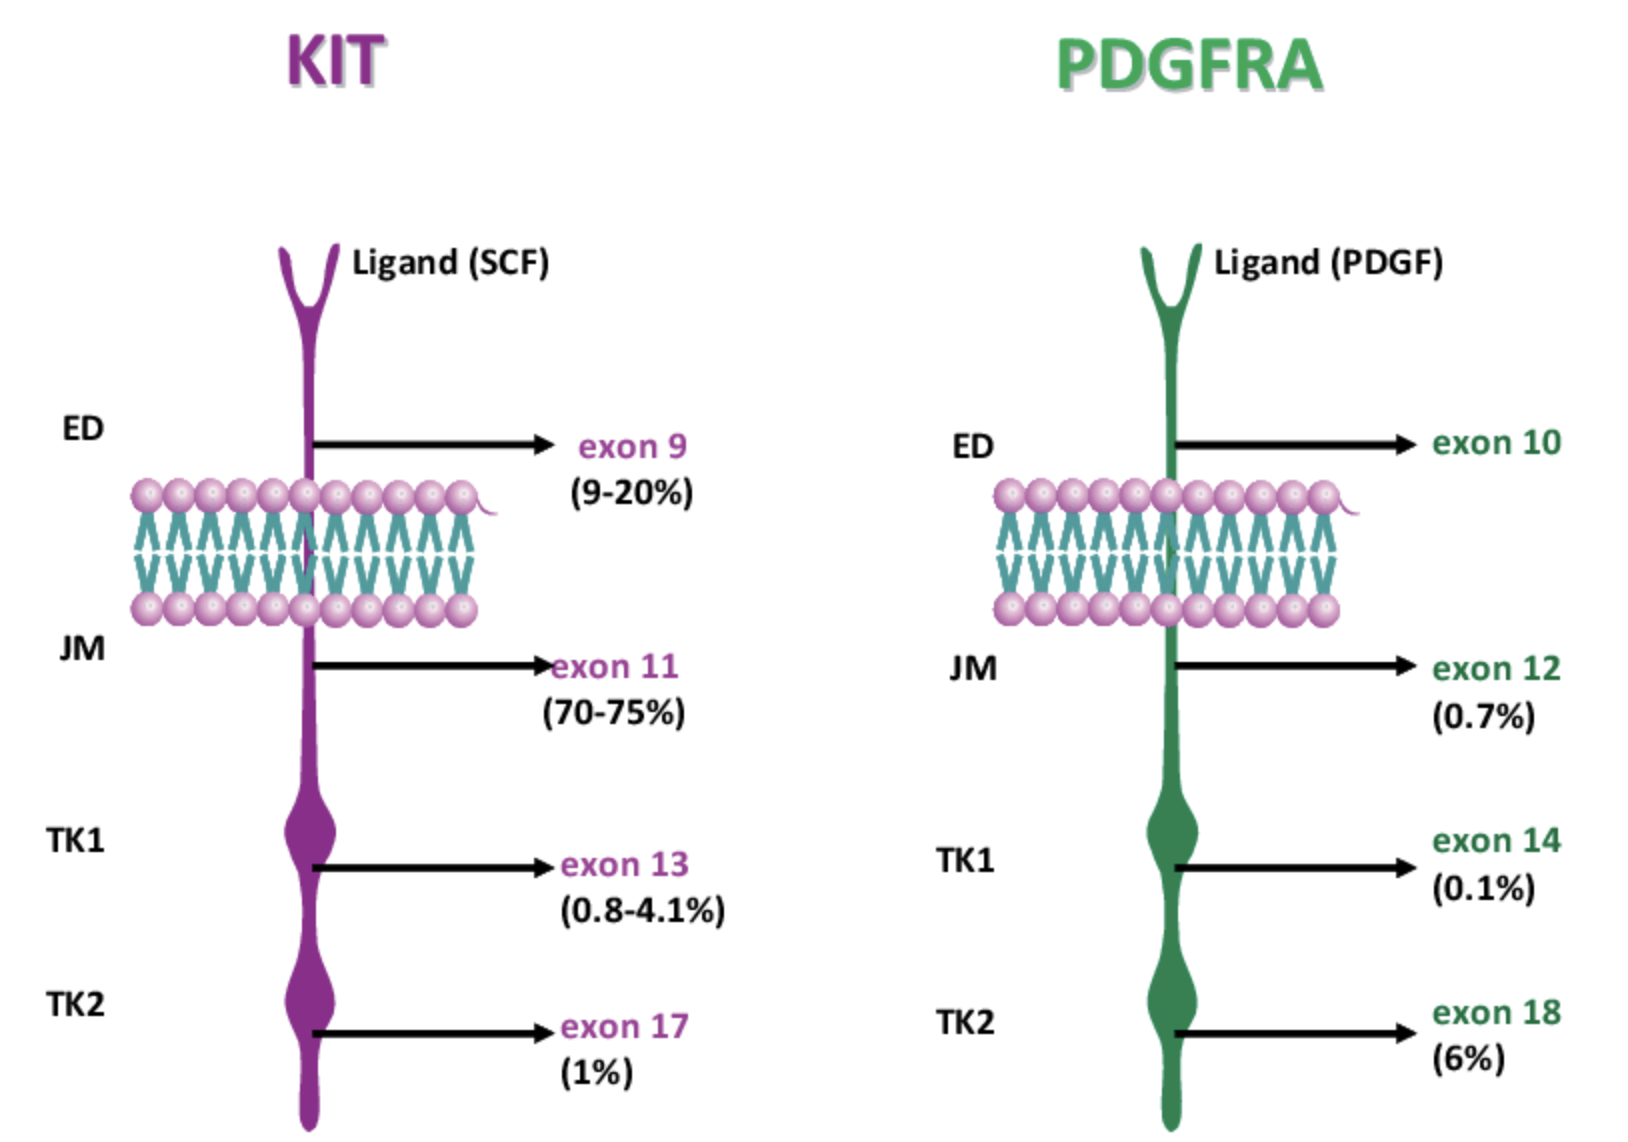 KIT
Ligand (SCF)
ED
exon 9
(9-20%)
JM
exon 11
(70-75%)
TK1
exon 13
(0.8-4.1%)
TK2
exon 17
(1%)
PDGFRA
Ligand (PDGF)
ED
exon 10
JM
exon 12
(0.7%)
TK1
exon 14
(0.1%)
TK2
exon 18
(6%)